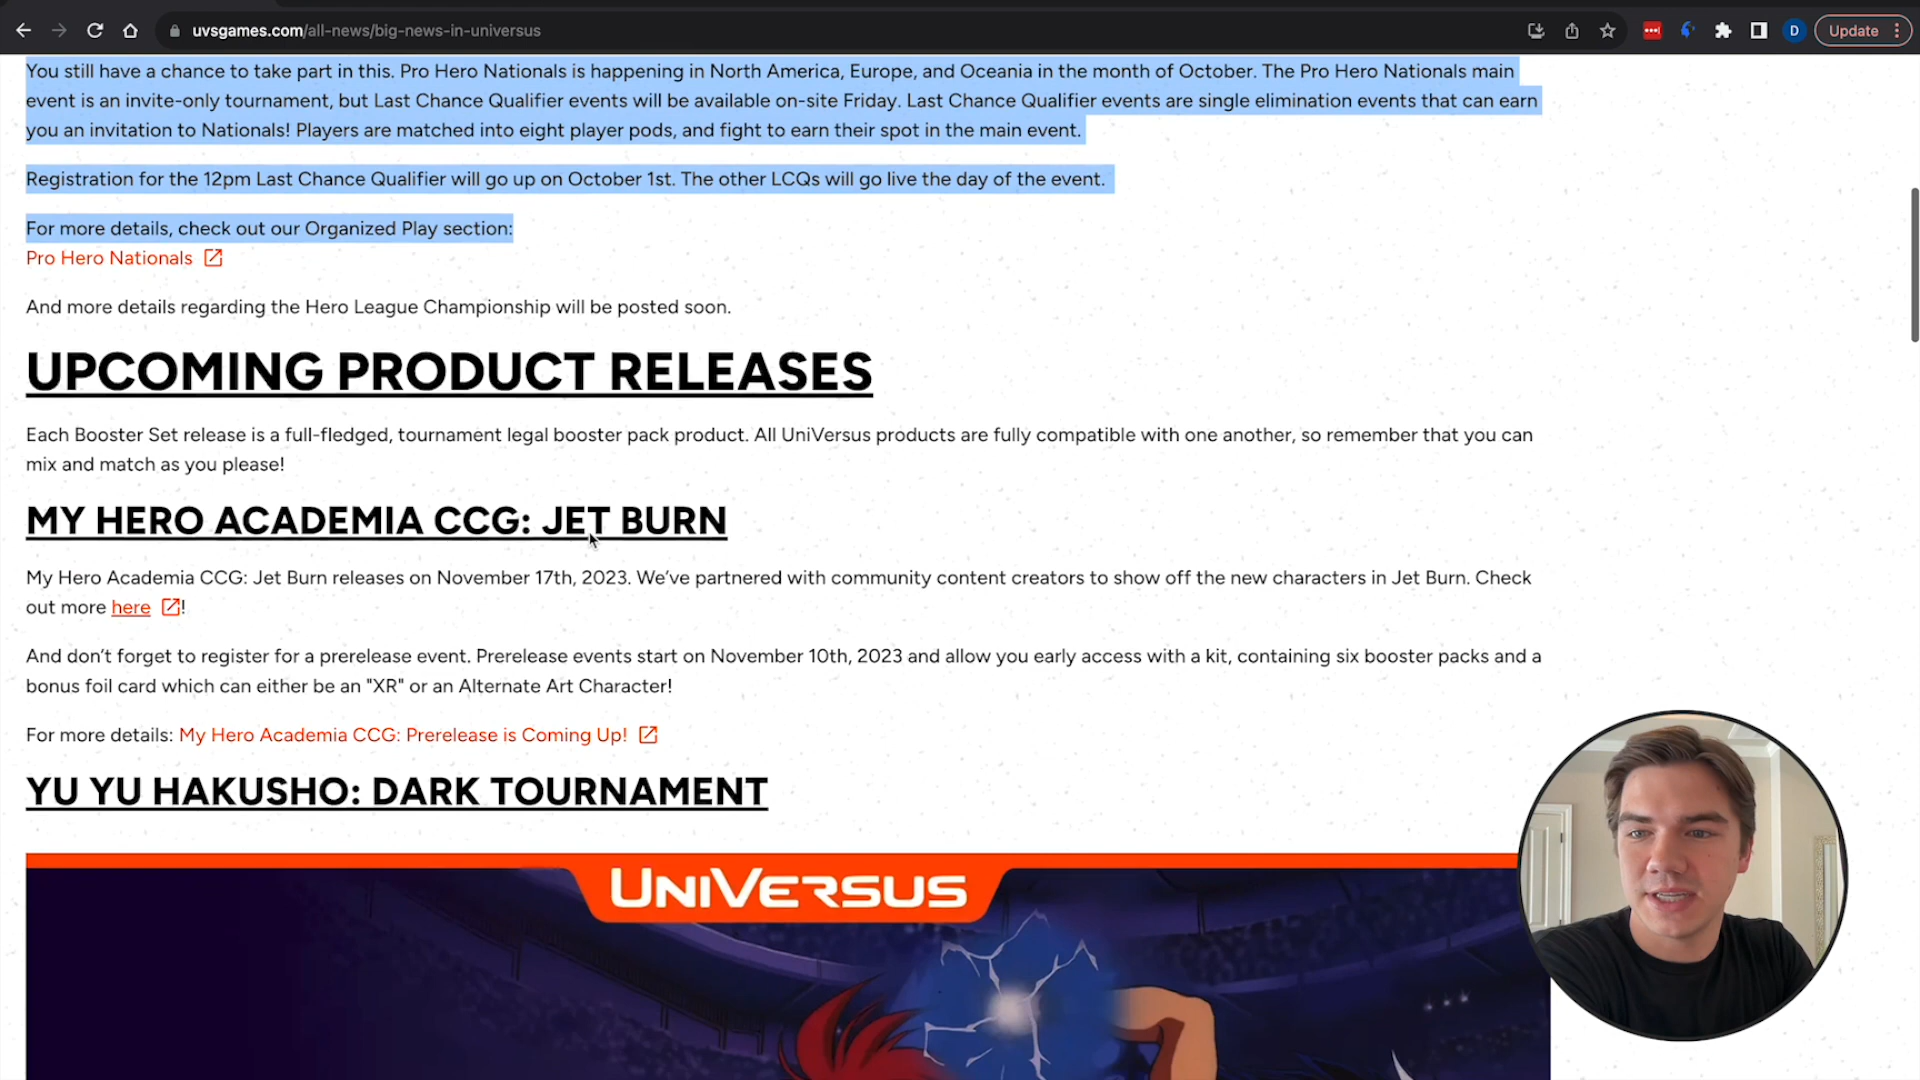 uvsgames.com/all-news/big-news-in-universus
D
Update
You still have a chance to take part in this. Pro Hero Nationals is happening in North America, Europe, and Oceania in the month of October. The Pro Hero Nationals main
event is an invite-only tournament, but Last Chance Qualifier events will be available on-site Friday. Last Chance Qualifier events are single elimination events that can earn
you an invitation to Nationals! Players are matched into eight player pods, and fight to earn their spot in the main event.
Registration for the 12pm Last Chance Qualifier will go up on October 1st. The other LCQs will go live the day of the event.
For more details, check out our Organized Play section:
Pro Hero Nationals
And more details regarding the Hero League Championship will be posted soon.
UPCOMING PRODUCT RELEASES
Each Booster Set release is a full-fledged, tournament legal booster pack product. All UniVersus products are fully compatible with one another, so remember that you can
mix and match as you please!
MY HERO ACADEMIA CCG: JET BURN
My Hero Academia CCG: Jet Burn releases on November 17th, 2023. We've partnered with community content creators to show off the new characters in Jet Burn. Check
out more here !
And don't forget to register for a prerelease event. Prerelease events start on November 10th, 2023 and allow you early access with a kit, containing six booster packs and a
bonus foil card which can either be an "XR" or an Alternate Art Character!
For more details: My Hero Academia CCG: Prerelease is Coming Up!
YU YU HAKUSHO: DARK TOURNAMENT
UNIVERSUS